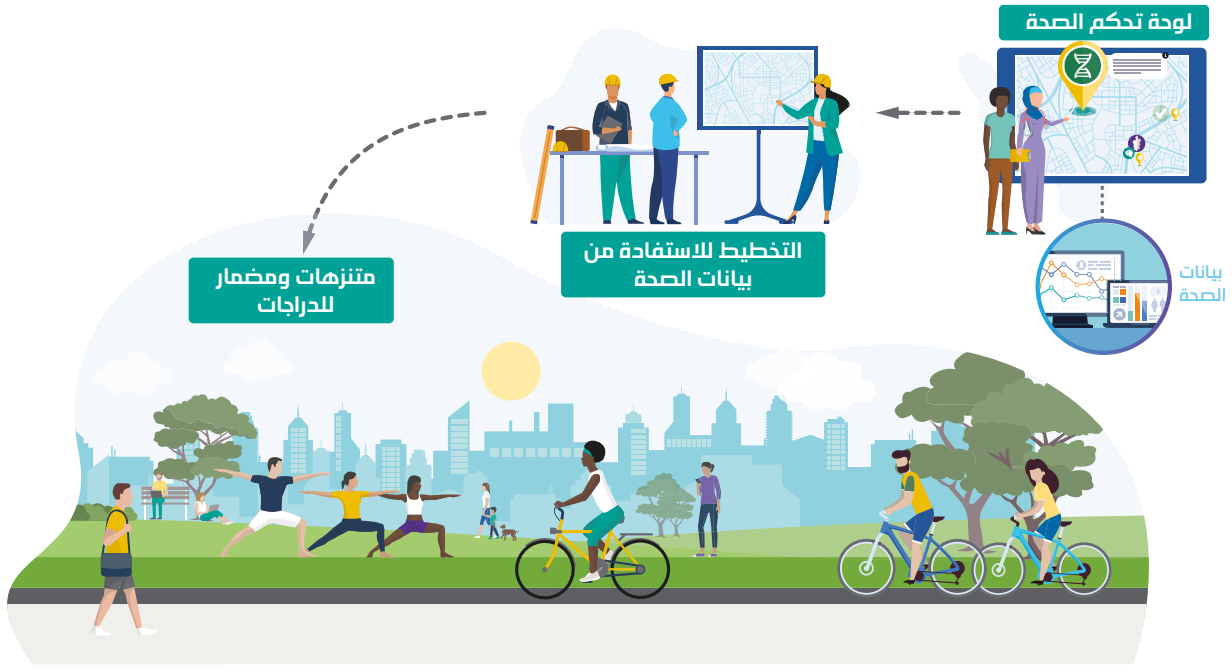 لوحة تحكم الصحة
بيانات
الصحة
التخطيط للاستفادة من
بيانات الصحة
متنزهات ومضمار
للدراجات